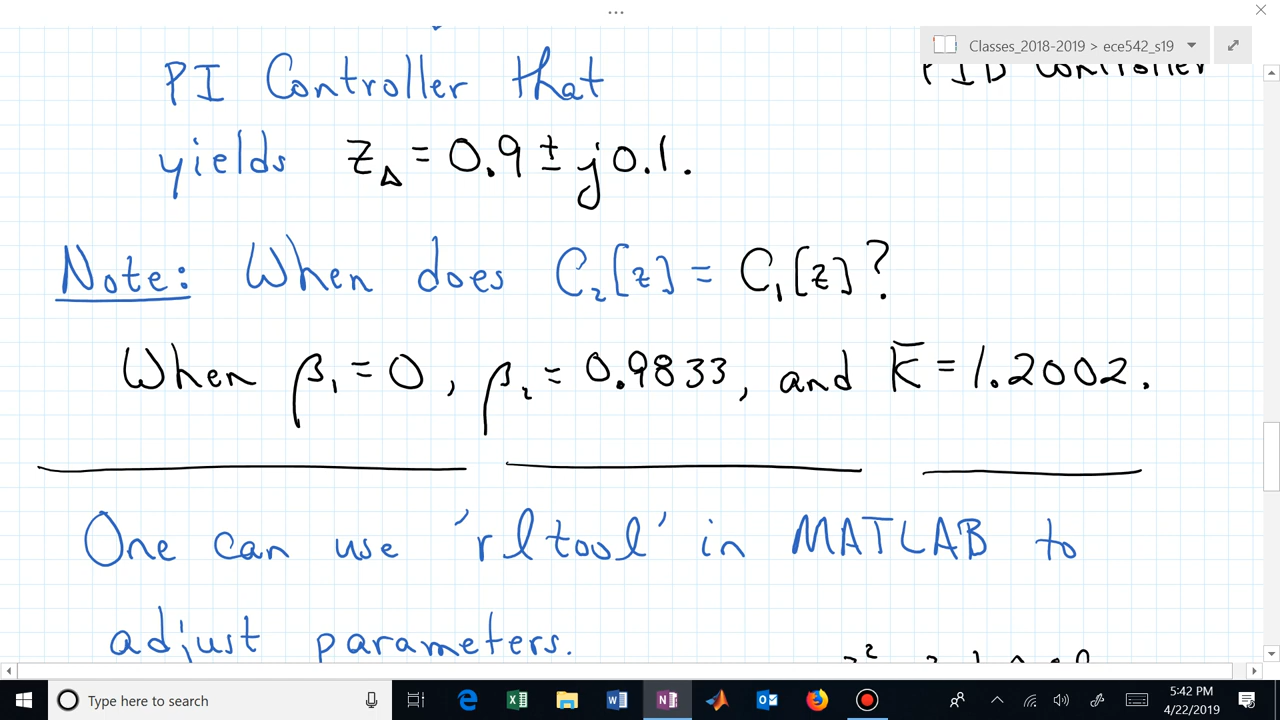 Classes_2018-2019 > ece542_s19
PID Controller
PI Controller that
yields z_Δ = 0.9 ± j0.1.
Note: When does C₂[z] = C₁[z]?
When β₁ = 0, β₂ = 0.9833, and K̄ = 1.2002.
One can use 'rltool' in MATLAB to
adjust parameters.
Type here to search
5:42 PM
4/22/2019